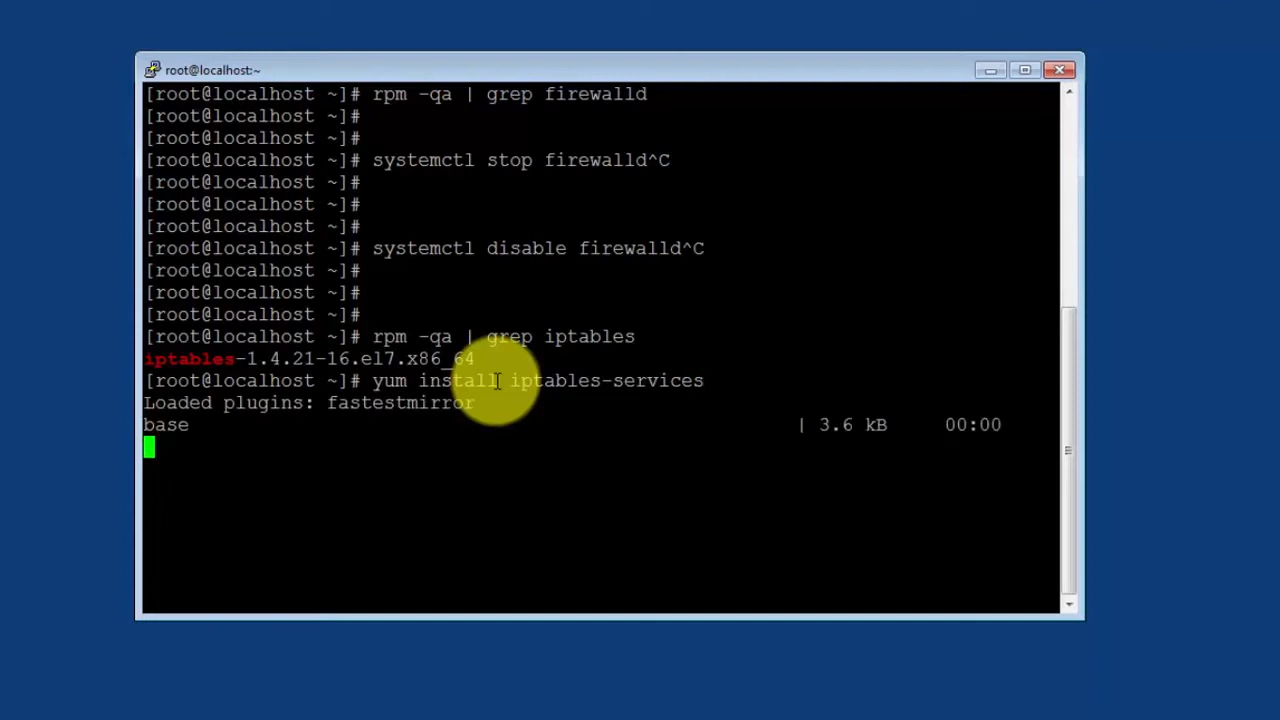 root@localhost:~
[root@localhost ~]# rpm -qa | grep firewalld
[root@localhost ~]#
[root@localhost ~]#
[root@localhost ~]# systemctl stop firewalld^C
[root@localhost ~]#
[root@localhost ~]#
[root@localhost ~]#
[root@localhost ~]# systemctl disable firewalld^C
[root@localhost ~]#
[root@localhost ~]#
[root@localhost ~]#
[root@localhost ~]# rpm -qa | grep iptables
iptables-1.4.21-16.el7.x86_64
[root@localhost ~]# yum install iptables-services
Loaded plugins: fastestmirror
base | 3.6 kB 00:00